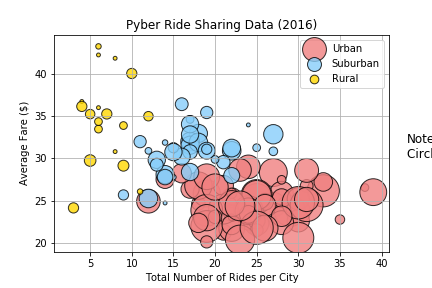 Pyber Ride Sharing Data (2016)
Urban
Suburban
Rural
Average Fare ($)
40
35
30
25
20
Note
Circl
5
10
15
20
25
30
35
40
Total Number of Rides per City